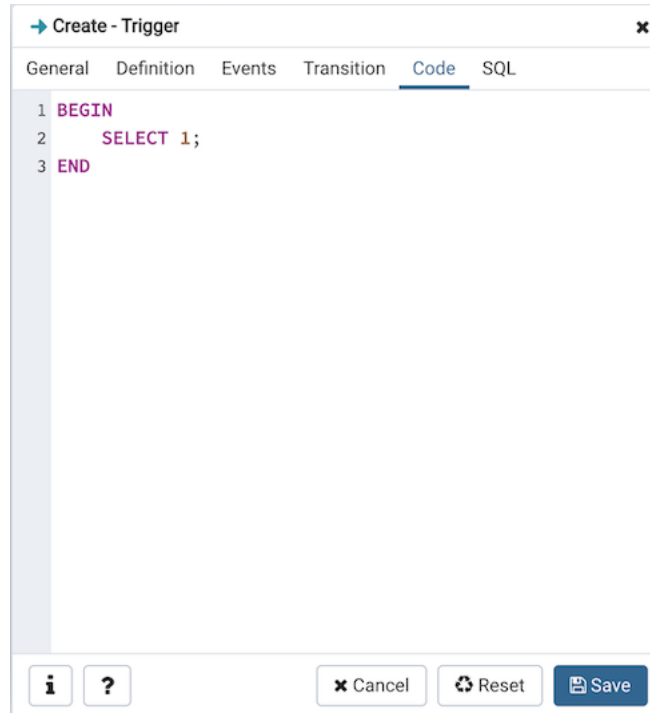 Create - Trigger
General Definition Events Transition Code SQL
1 BEGIN
2 SELECT 1;
3 END
i ? Cancel Reset Save